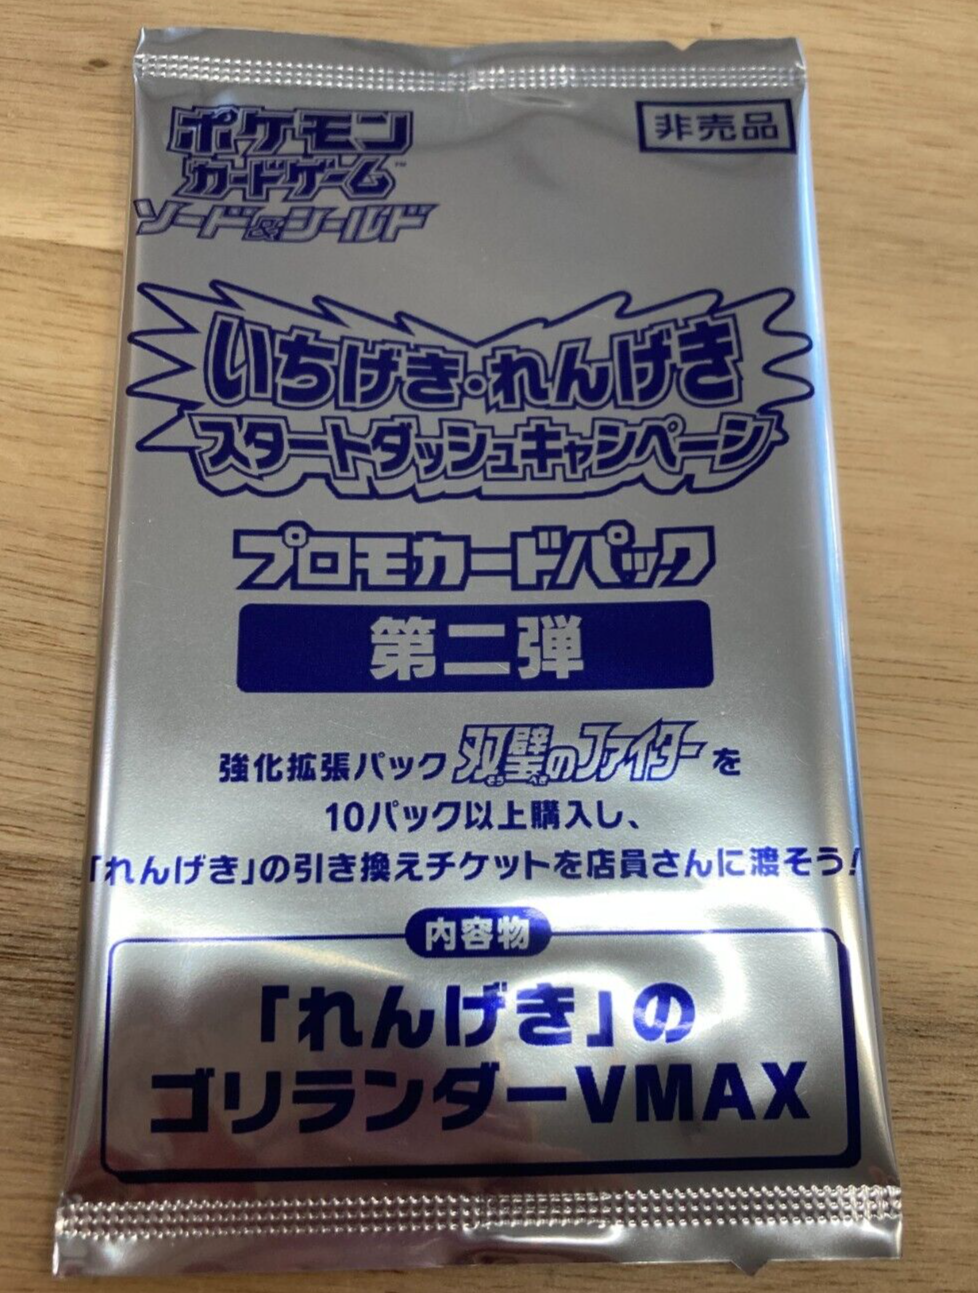 ポケモン
カードゲーム™
ソード&シールド
非売品
いちげき・れんげき
スタートダッシュキャンペーン
プロモカードパック
第二弾
強化拡張パック 双璧のファイターを
そう へき
10パック以上購入し、
「れんげき」の引き換えチケットを店員さんに渡そう!
内容物
「れんげき」の
ゴリランダーVMAX